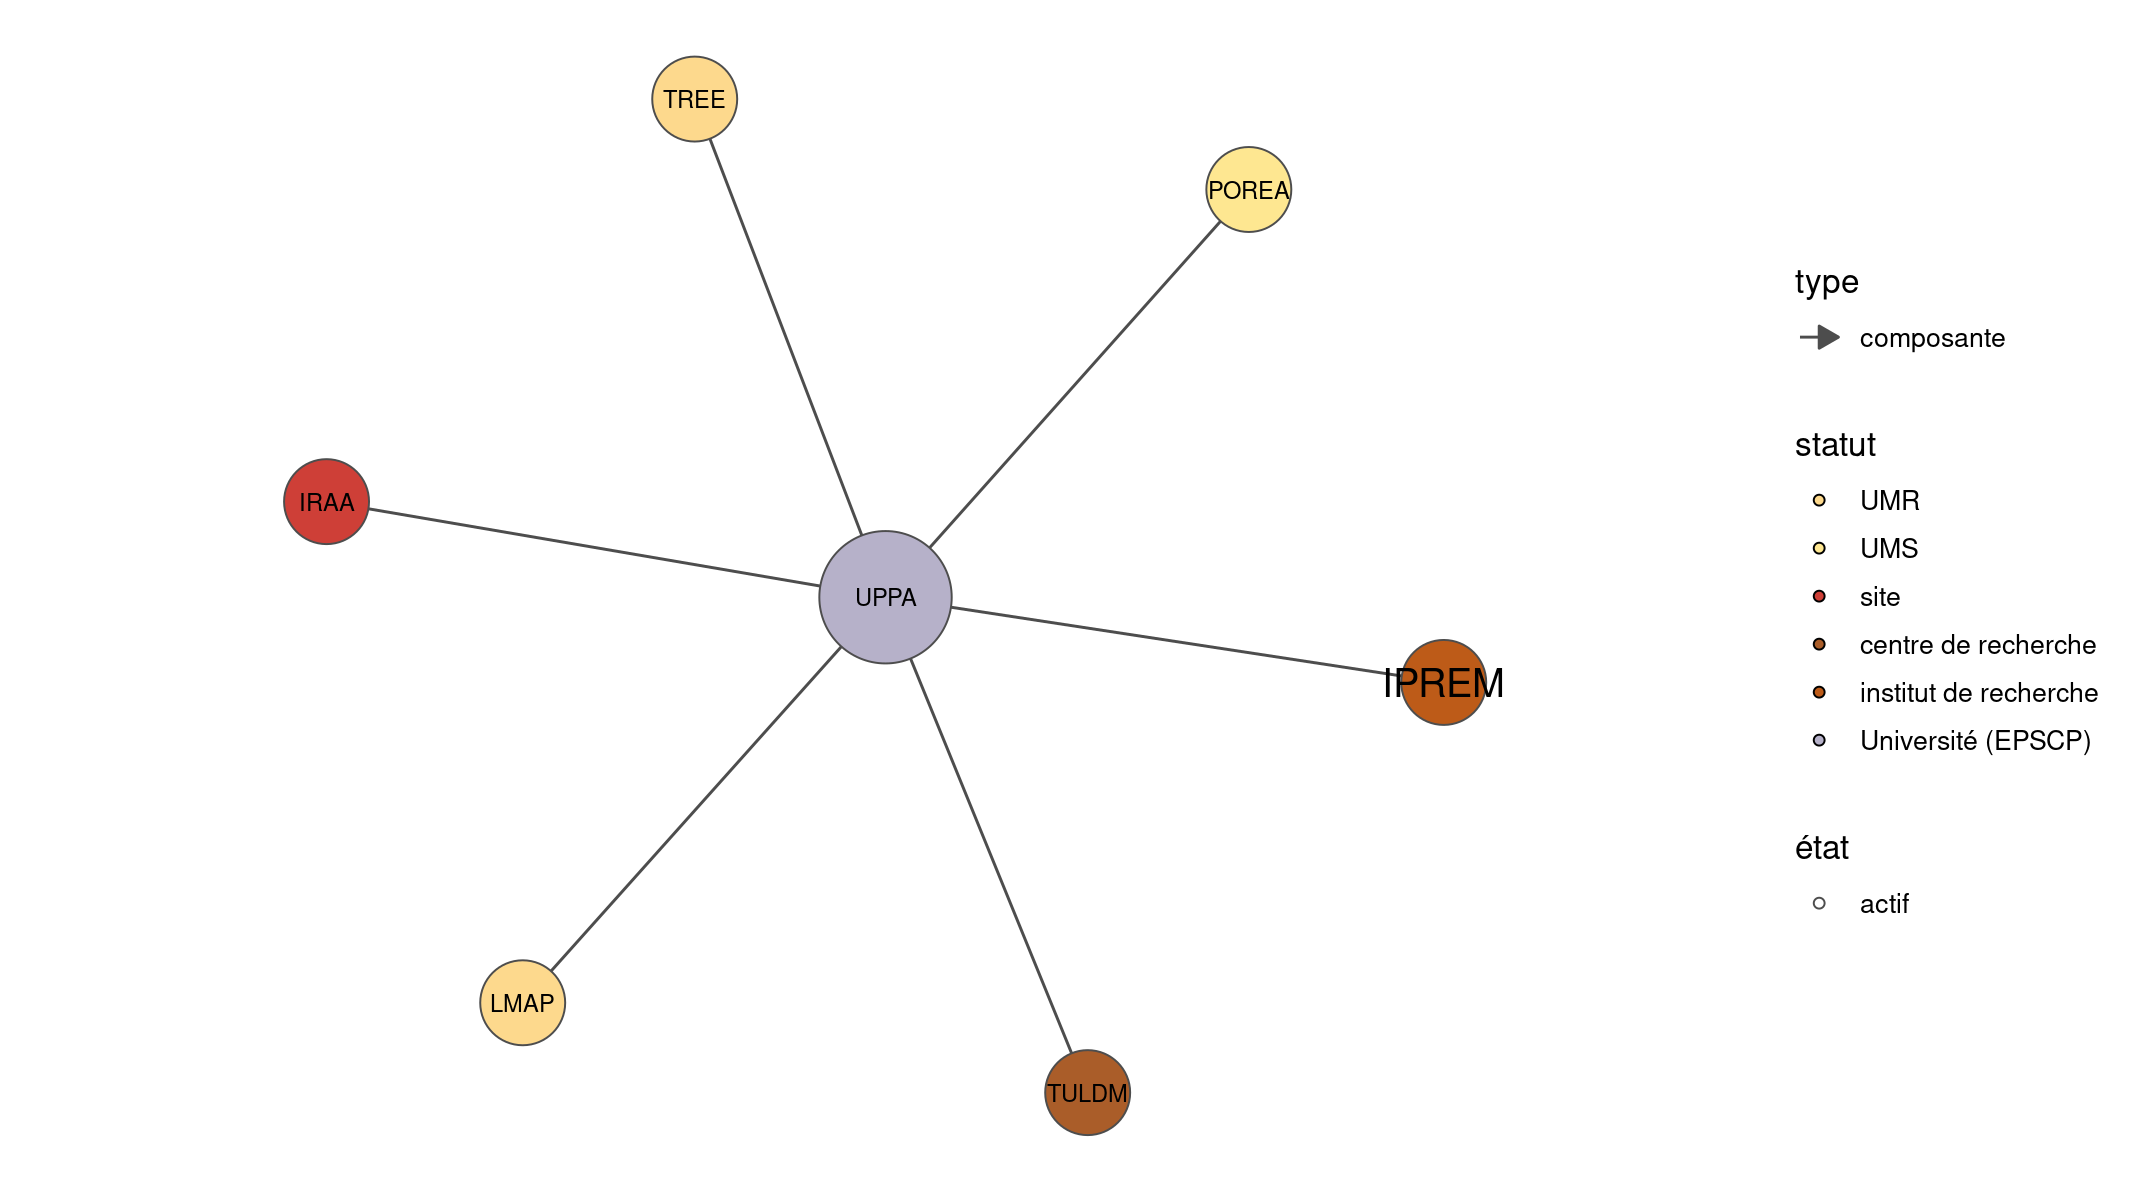 TREE
POREA
IRAA
UPPA
IPREM
LMAP
TULDM
type
composante
statut
UMR
UMS
site
centre de recherche
institut de recherche
Université (EPSCP)
état
actif